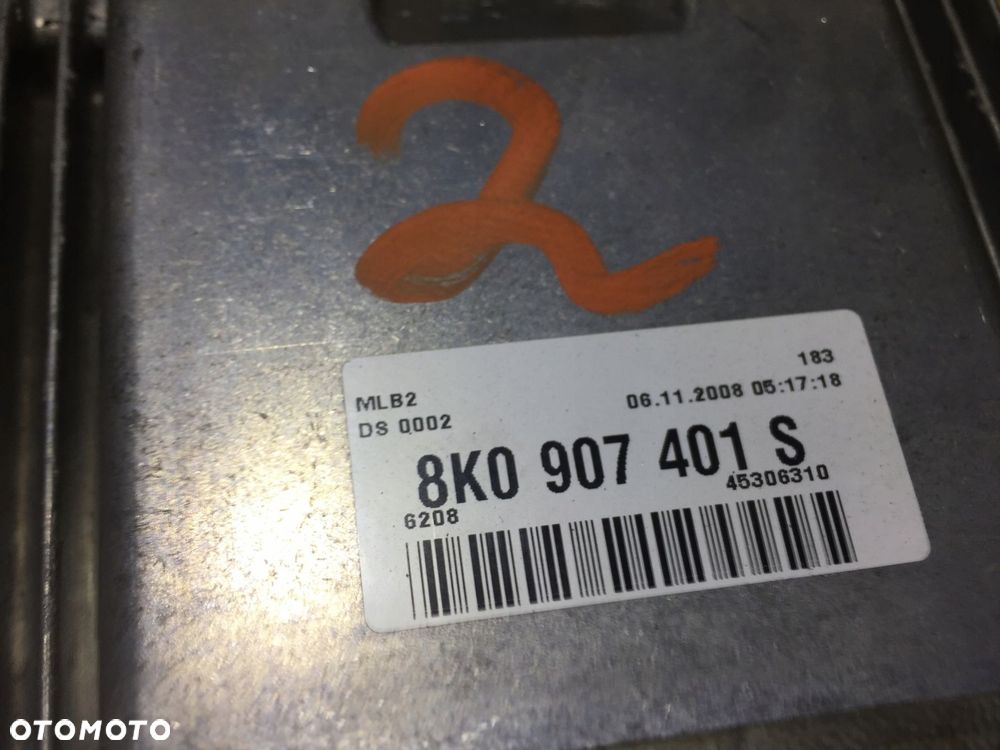 2
183
MLB2
06.11.2008 05:17:18
DS 0002
8K0 907 401 S
45306310
6208
OTOMOTO